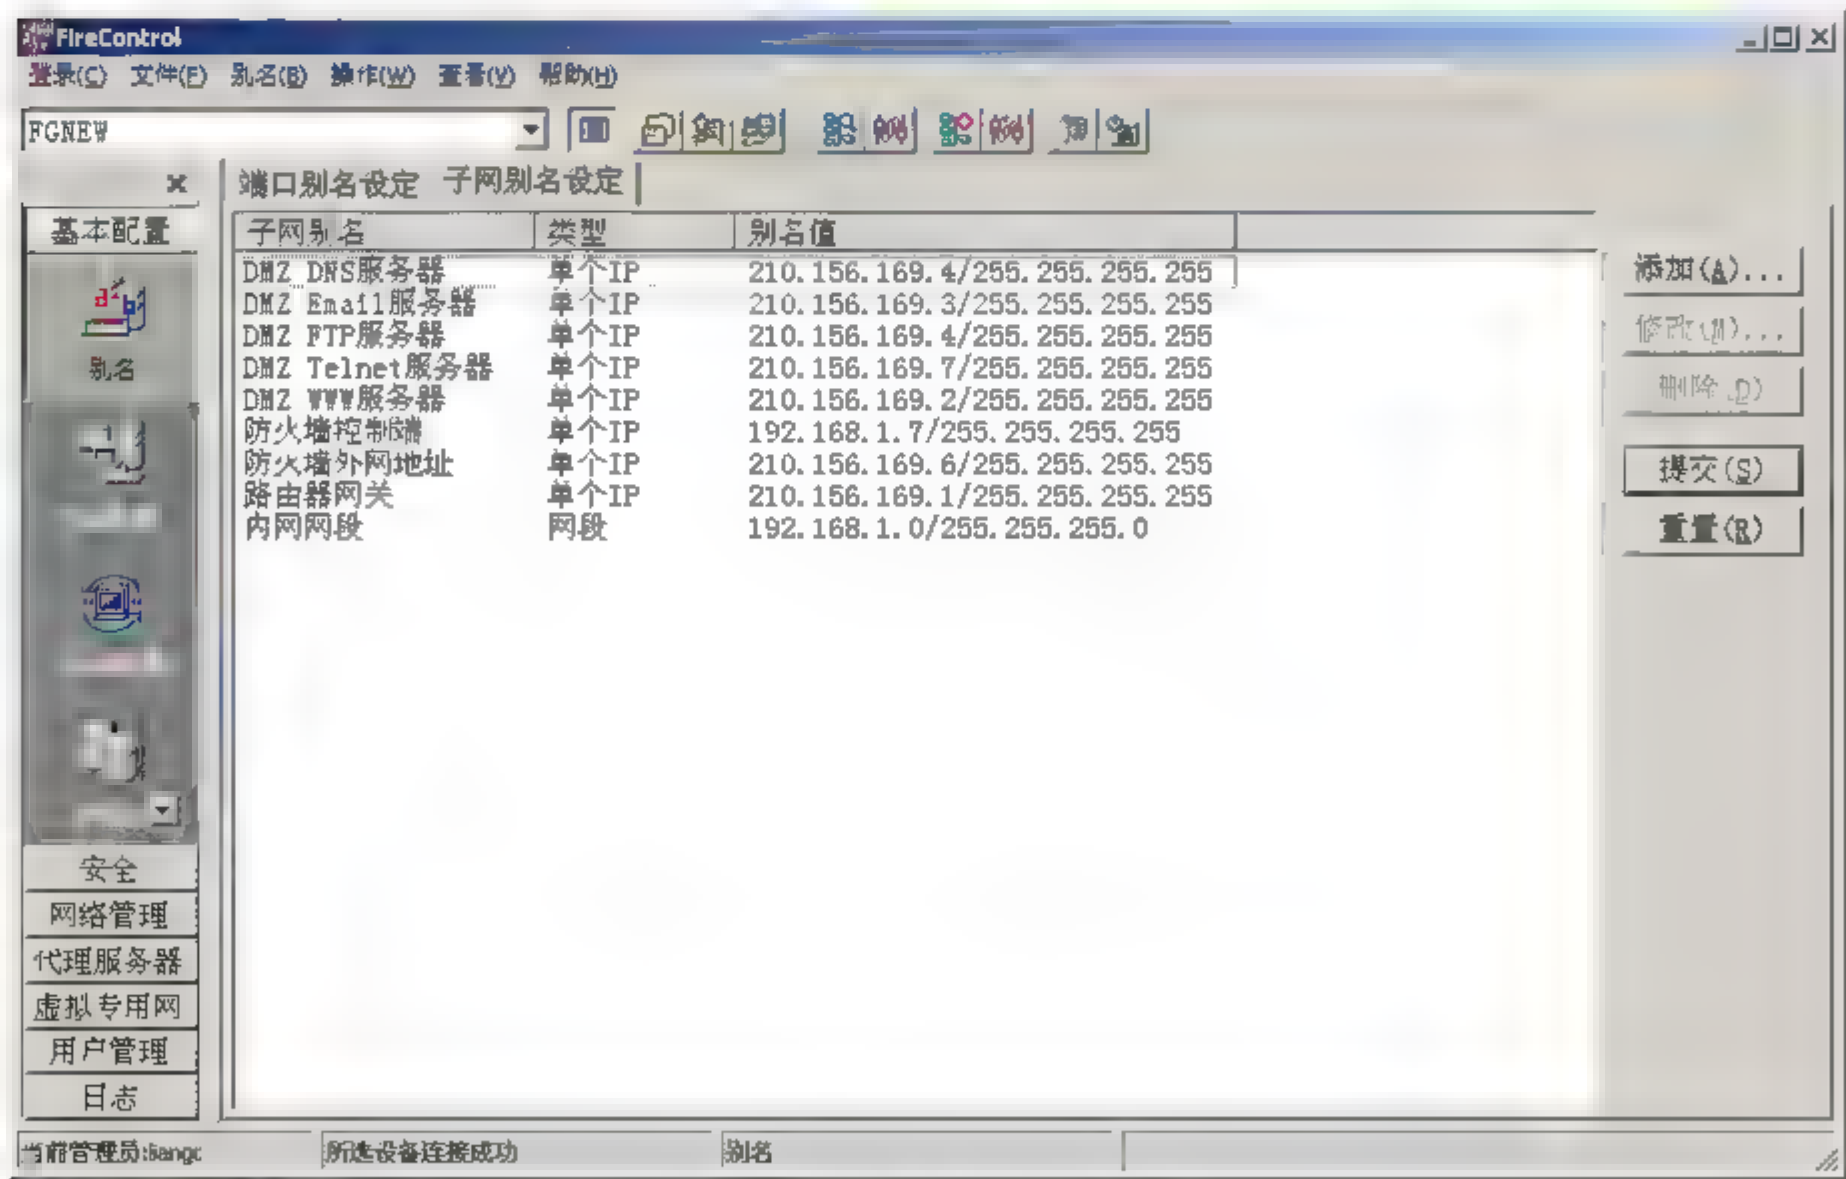 FireControl
登录(C) 文件(F) 别名(B) 操作(W) 查看(V) 帮助(H)
FGNEW
端口别名设定 子网别名设定
基本配置
子网别名 类型 别名值
DMZ DNS服务器 单个IP 210.156.169.4/255.255.255.255
DMZ Email服务器 单个IP 210.156.169.3/255.255.255.255
DMZ FTP服务器 单个IP 210.156.169.4/255.255.255.255
DMZ Telnet服务器 单个IP 210.156.169.7/255.255.255.255
DMZ WWW服务器 单个IP 210.156.169.2/255.255.255.255
防火墙控制端 单个IP 192.168.1.7/255.255.255.255
防火墙外网地址 单个IP 210.156.169.6/255.255.255.255
路由器网关 单个IP 210.156.169.1/255.255.255.255
内网网段 网段 192.168.1.0/255.255.255.0
别名
安全
网络管理
代理服务器
虚拟专用网
用户管理
日志
添加(A)...
修改(M)...
删除(D)
提交(S)
重置(R)
当前管理员: 所选设备连接成功 别名